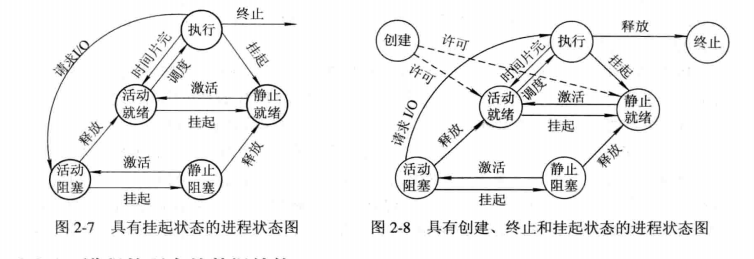 终止
执行
请求I/O
时间片完
调度
挂起
活动
就绪
激活
挂起
静止
就绪
释放
释放
活动
阻塞
激活
挂起
静止
阻塞
图 2-7 具有挂起状态的进程状态图
创建
许可
许可
执行
释放
终止
请求 I/O
时间片完
调度
挂起
活动
就绪
激活
挂起
静止
就绪
释放
释放
活动
阻塞
激活
挂起
静止
阻塞
图 2-8 具有创建、终止和挂起状态的进程状态图